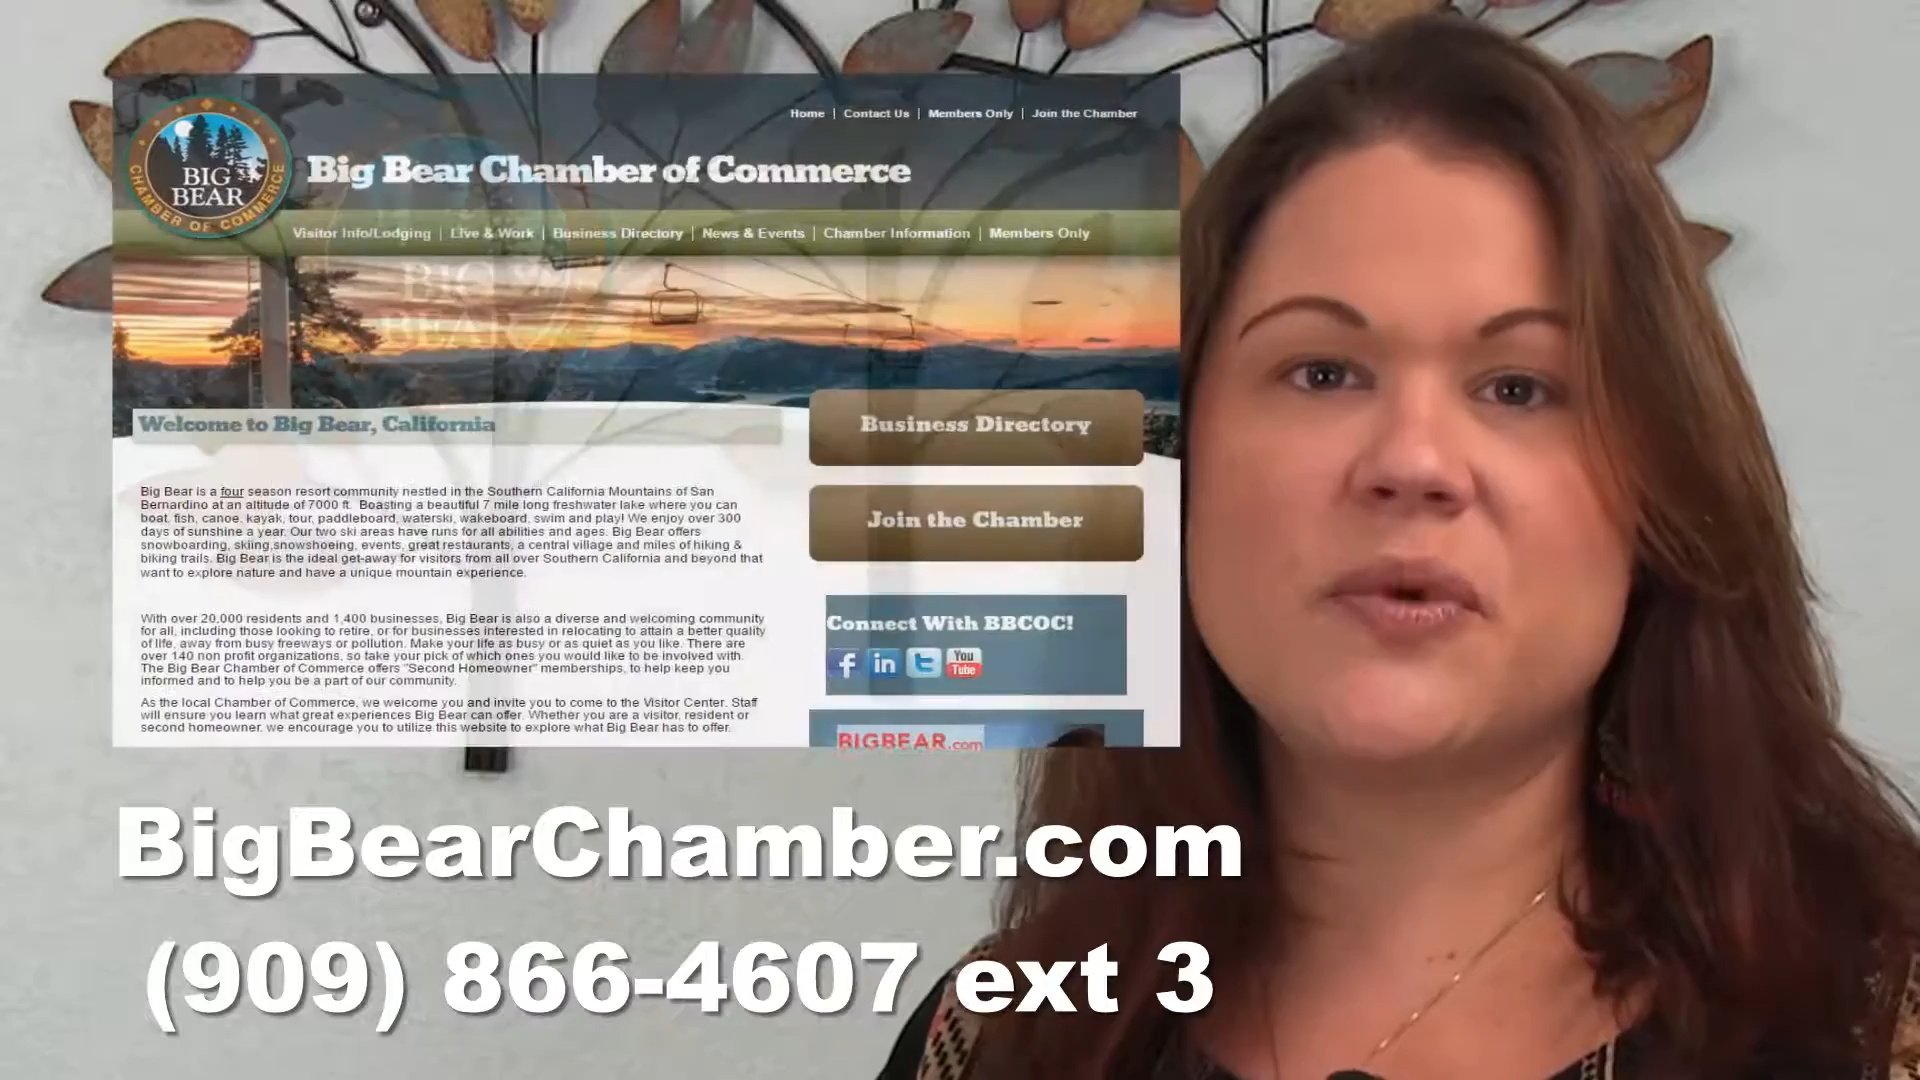 Home | Contact Us | Members Only | Join the Chamber
BIG
BEAR
CHAMBER OF COMMERCE
Big Bear Chamber of Commerce
Visitor Info/Lodging | Live & Work | Business Directory | News & Events | Chamber Information | Members Only
BIG
BEAR
Welcome to Big Bear, California
Business Directory
Big Bear is a four season resort community nestled in the Southern California Mountains of San
Bernardino at an altitude of 7000 ft. Boasting a beautiful 7 mile long freshwater lake where you can
boat, fish, canoe, kayak, tour, paddleboard, waterski, wakeboard, swim and play! We enjoy over 300
days of sunshine a year. Our two ski areas have runs for all abilities and ages. Big Bear offers
snowboarding, skiing,snowshoeing, events, great restaurants, a central village and miles of hiking &
biking trails. Big Bear is the ideal get-away for visitors from all over Southern California and beyond that
want to explore nature and have a unique mountain experience.
Join the Chamber
With over 20,000 residents and 1,400 businesses, Big Bear is also a diverse and welcoming community
for all, including those looking to retire, or for businesses interested in relocating to attain a better quality
of life, away from busy freeways or pollution. Make your life as busy or as quiet as you like. There are
over 140 non profit organizations, so take your pick of which ones you would like to be involved with.
The Big Bear Chamber of Commerce offers "Second Homeowner" memberships, to help keep you
informed and to help you be a part of our community.
As the local Chamber of Commerce, we welcome you and invite you to come to the Visitor Center. Staff
will ensure you learn what great experiences Big Bear can offer. Whether you are a visitor, resident or
second homeowner, we encourage you to utilize this website to explore what Big Bear has to offer.
Connect With BBCOC!
f in t You Tube
BIGBEAR.com
BigBearChamber.com
(909) 866-4607 ext 3